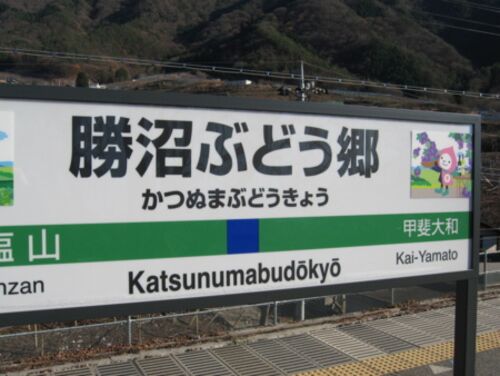 勝沼ぶどう郷
かつぬまぶどうきょう
塩山
甲斐大和
nzan
Kai-Yamato
Katsunumabudōkyō